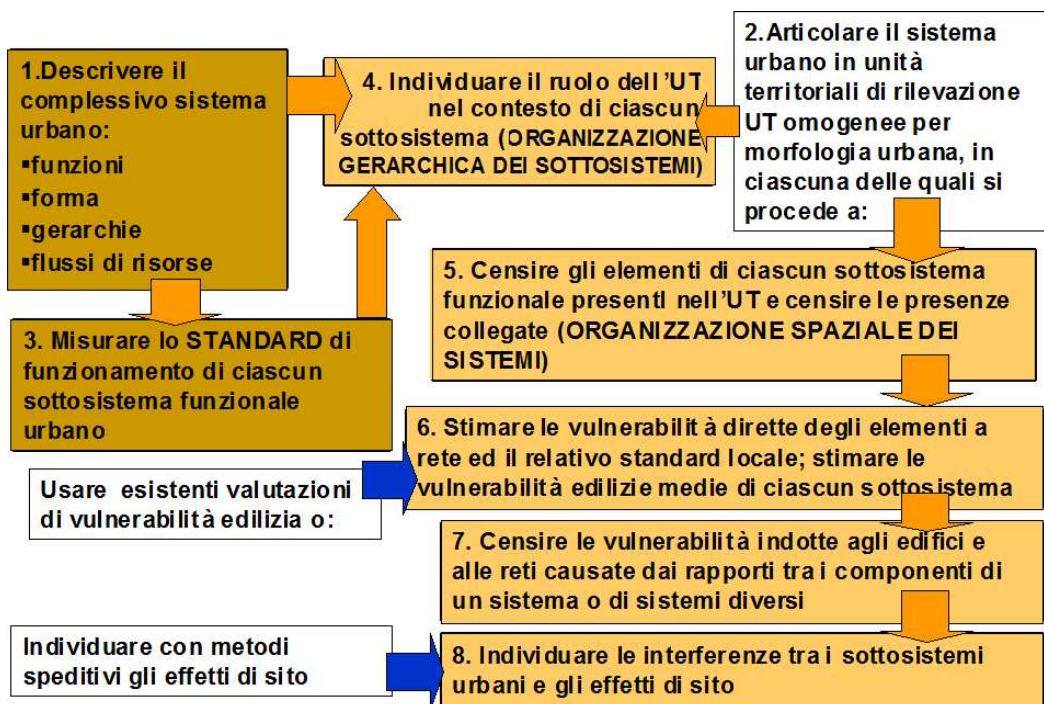 1.Descrivere il
complessivo sistema
urbano:
▪funzioni
▪forma
▪gerarchie
▪flussi di risorse
2.Articolare il sistema
urbano in unità
territoriali di rilevazione
UT omogenee per
morfologia urbana, in
ciascuna delle quali si
procede a:
3. Misurare lo STANDARD di
funzionamento di ciascun
sottosistema funzionale
urbano
4. Individuare il ruolo dell'UT
nel contesto di ciascun
sottosistema (ORGANIZZAZIONE
GERARCHICA DEI SOTTOSISTEMI)
5. Censire gli elementi di ciascun sottosistema
funzionale presentI nell'UT e censire le presenze
collegate (ORGANIZZAZIONE SPAZIALE DEI
SISTEMI)
Usare esistenti valutazioni
di vulnerabilità edilizia o:
6. Stimare le vulnerabilit à dirette degli elementi a
rete ed il relativo standard locale; stimare le
vulnerabilità edilizie medie di ciascun sottosistema
7. Censire le vulnerabilità indotte agli edifici e
alle reti causate dai rapporti tra i componenti di
un sistema o di sistemi diversi
Individuare con metodi
speditivi gli effetti di sito
8. Individuare le interferenze tra i sottosistemi
urbani e gli effetti di sito